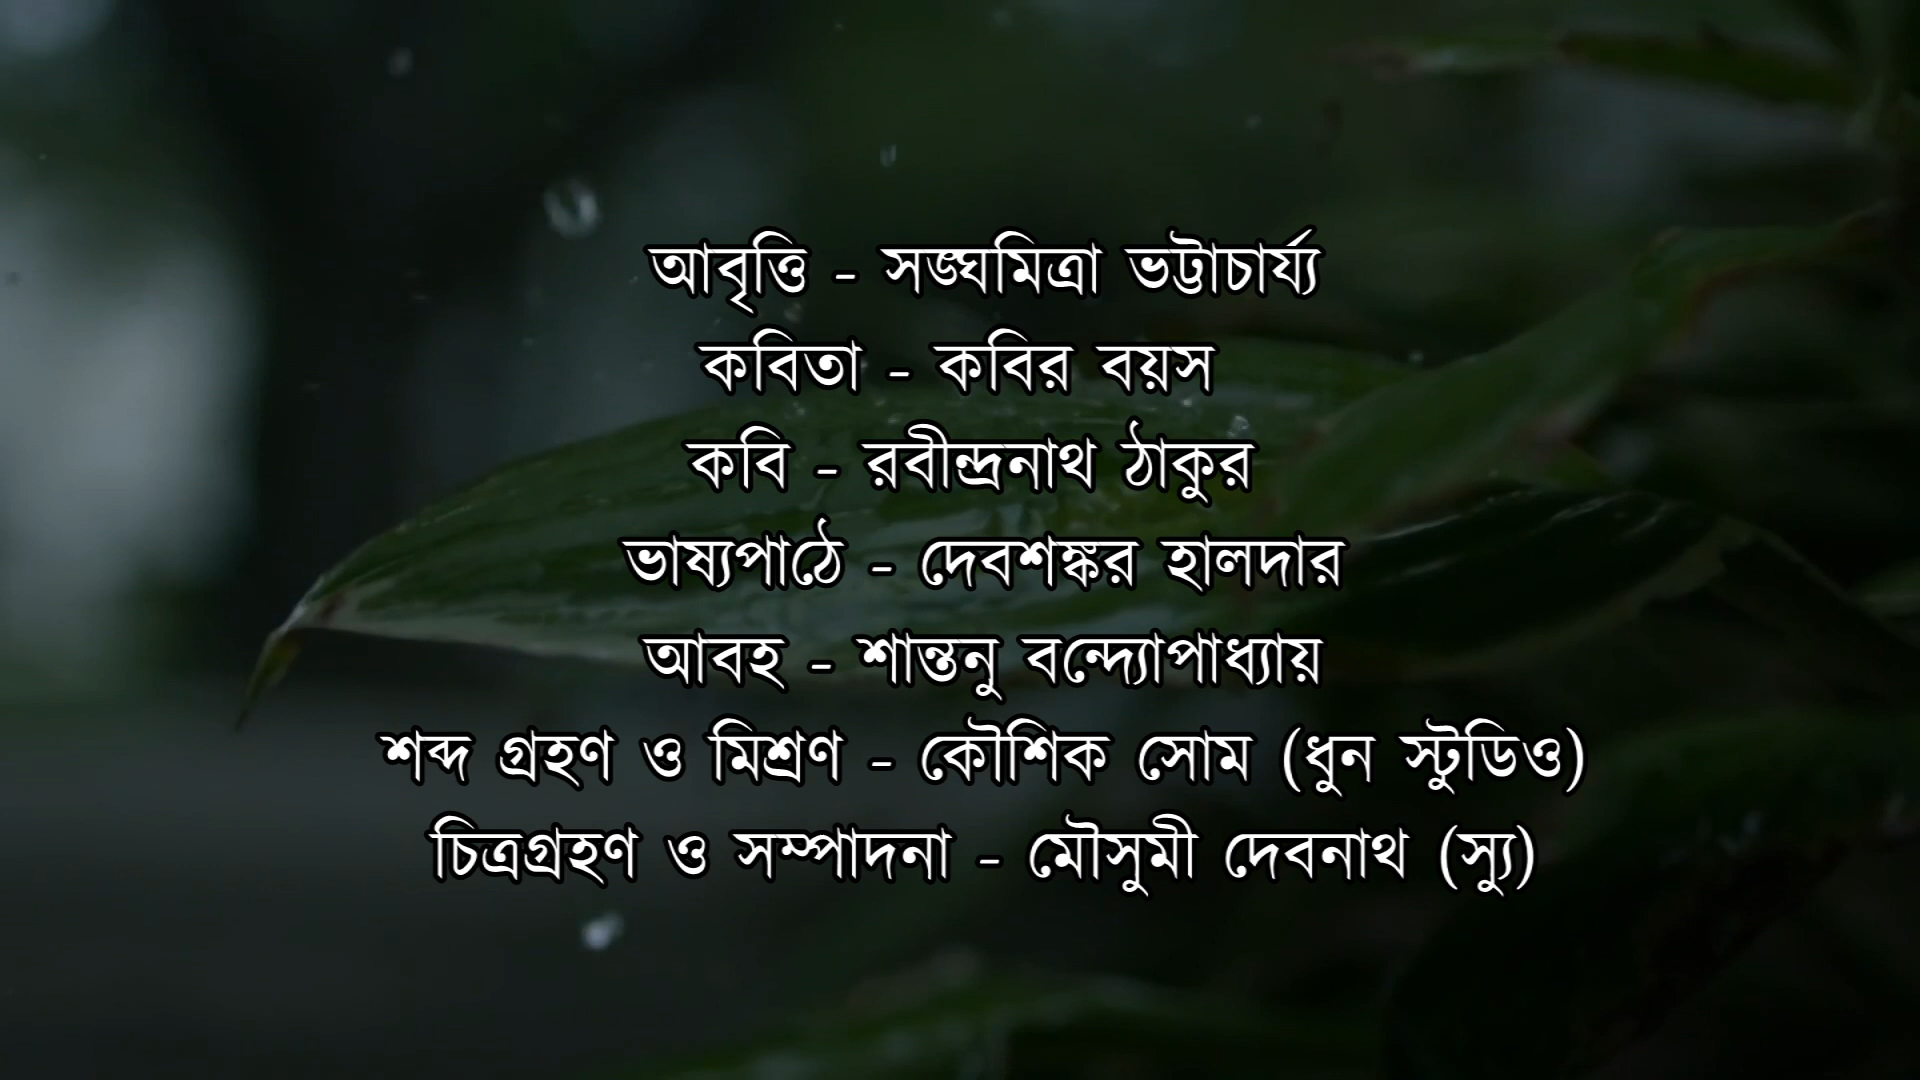 আবৃত্তি - সঙ্ঘমিত্রা ভট্টাচার্য্য
কবিতা - কবির বয়স
কবি - রবীন্দ্রনাথ ঠাকুর
ভাষ্যপাঠে - দেবশঙ্কর হালদার
আবহ - শান্তনু বন্দ্যোপাধ্যায়
শব্দ গ্রহণ ও মিশ্রণ - কৌশিক সোম (ধুন স্টুডিও)
চিত্রগ্রহণ ও সম্পাদনা - মৌসুমী দেবনাথ (স্যু)